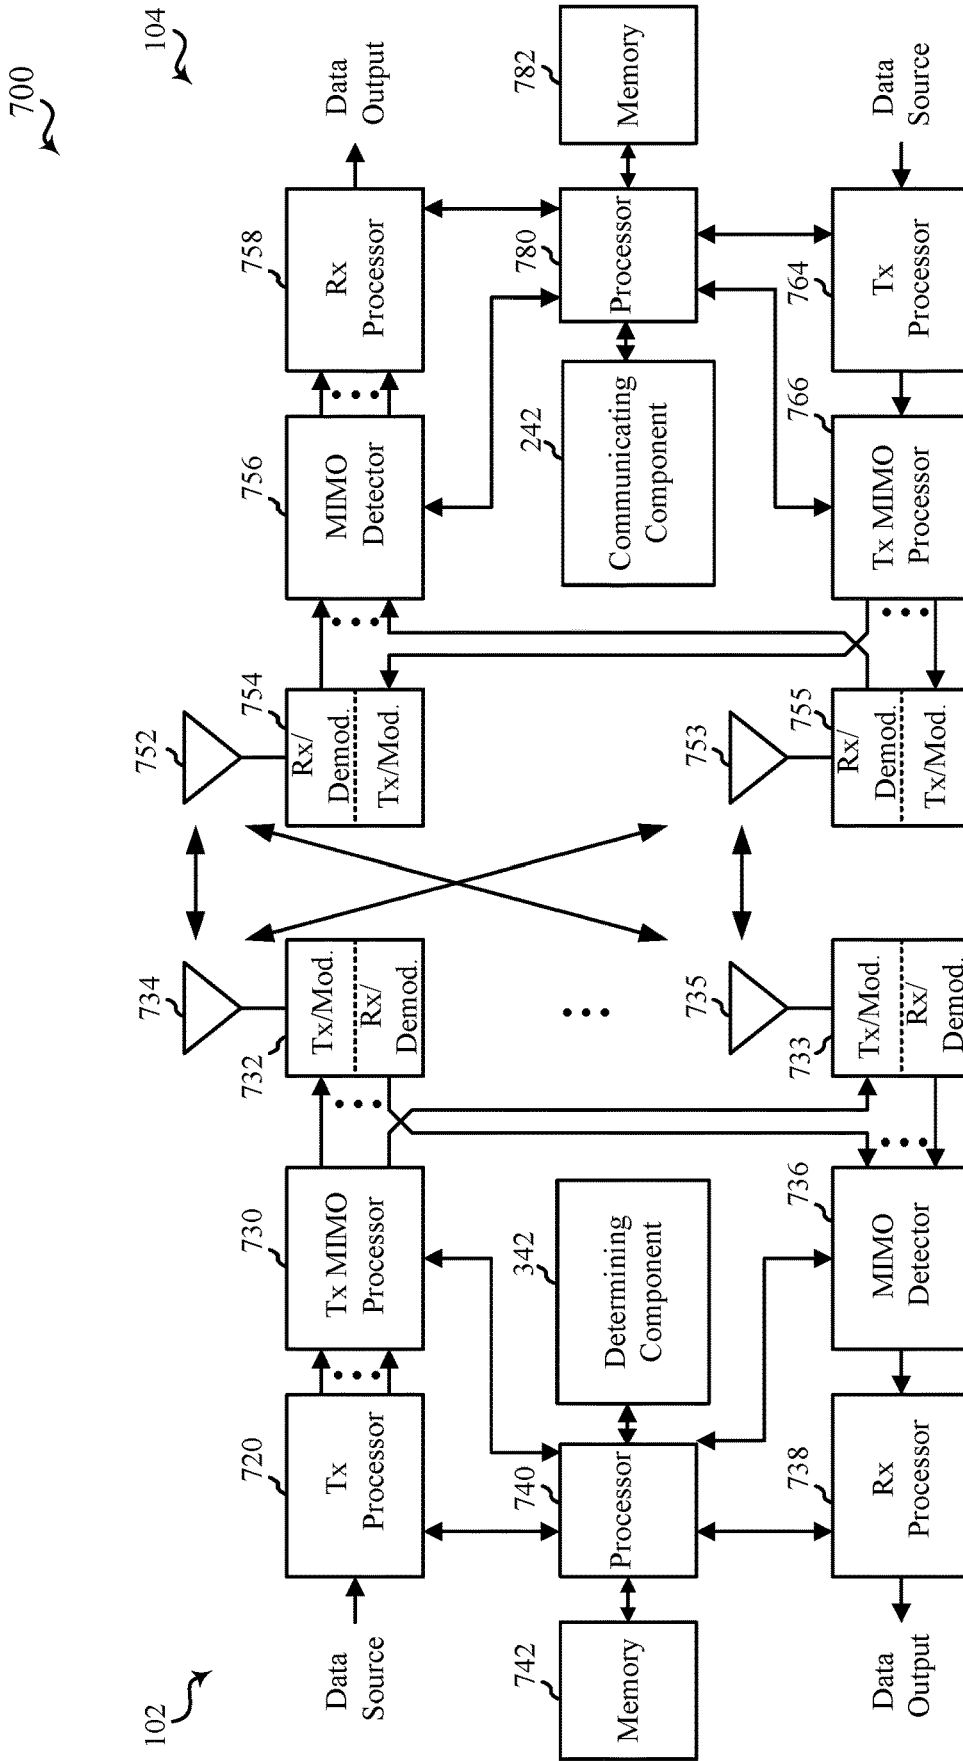 700
102
104
Data
Source
720
Tx
Processor
730
Tx MIMO
Processor
732
Tx/Mod.
Rx/
Demod.
734
752
754
Rx/
Demod.
Tx/Mod.
756
MIMO
Detector
758
Rx
Processor
Data
Output
742
Memory
740
Processor
342
Determining
Component
242
Communicating
Component
780
Processor
782
Memory
Data
Output
738
Rx
Processor
736
MIMO
Detector
733
Tx/Mod.
Rx/
Demod.
735
753
755
Rx/
Demod.
Tx/Mod.
766
Tx MIMO
Processor
764
Tx
Processor
Data
Source